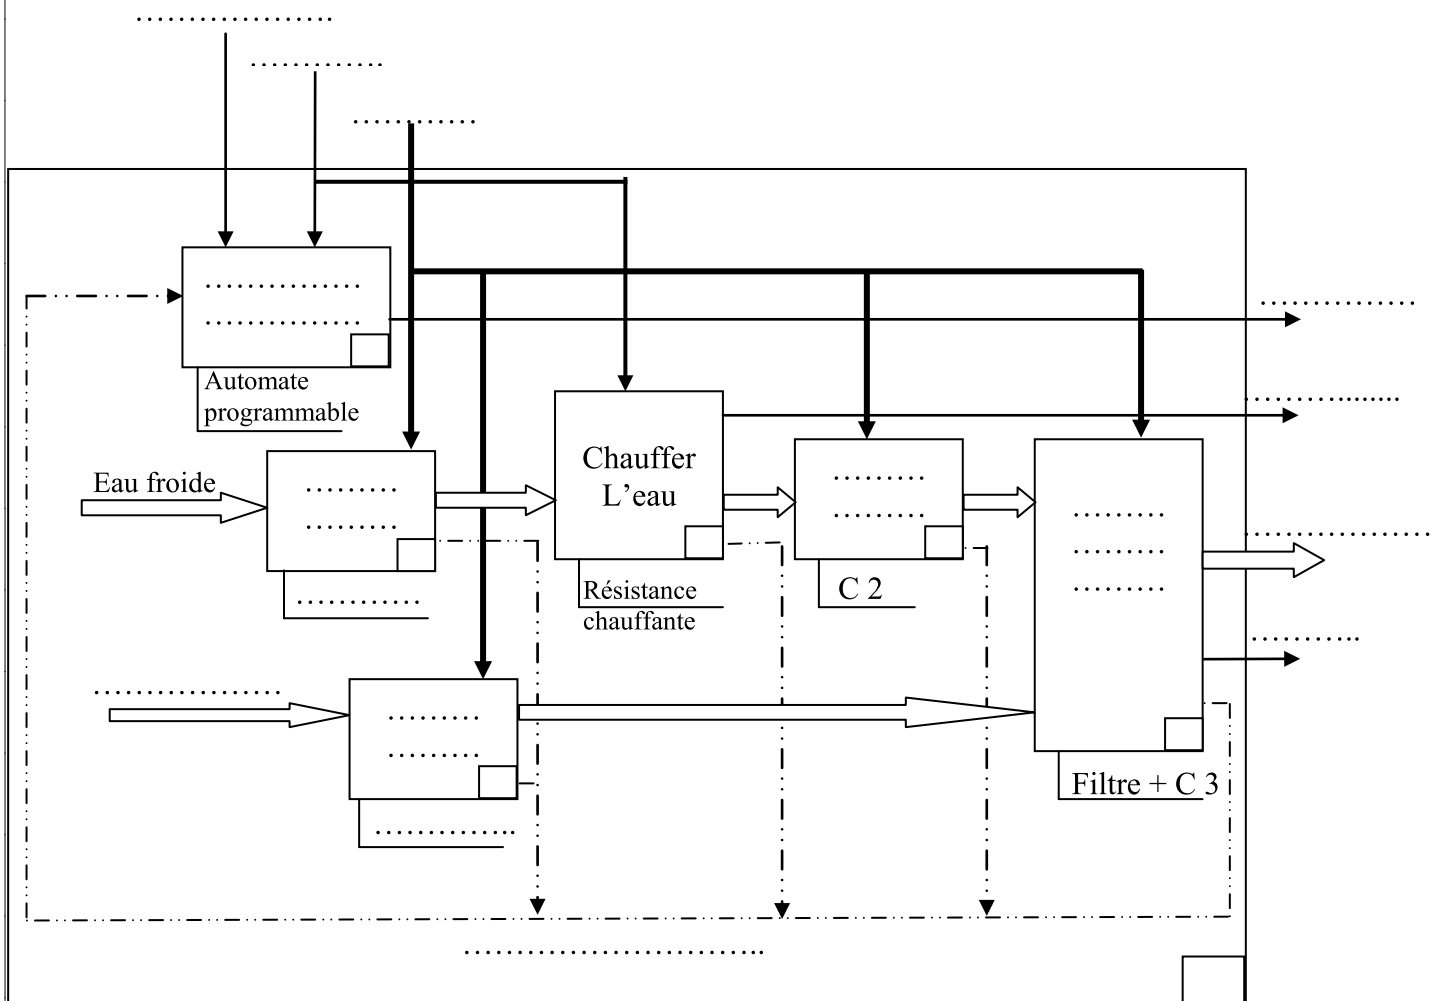 Automate
programmable
Eau froide
Chauffer
L'eau
Résistance
chauffante
C 2
Filtre + C 3